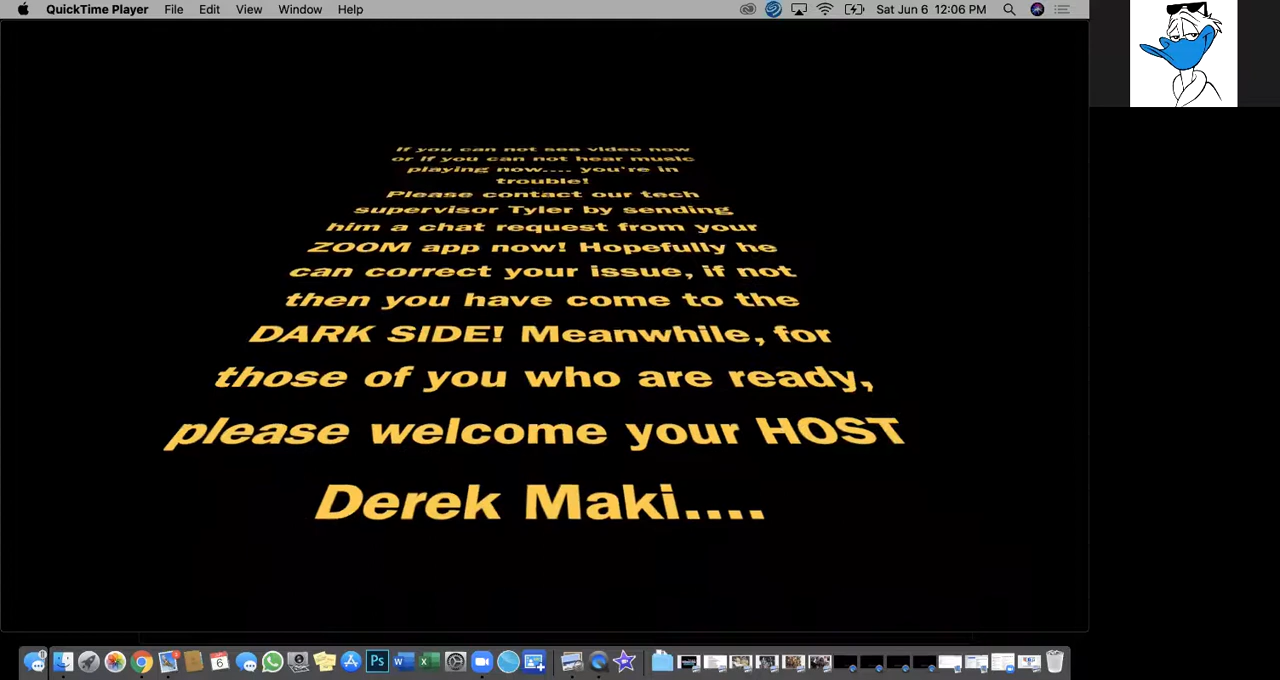 QuickTime Player File Edit View Window Help Sat Jun 6 12:06 PM
If you can not see video now
or if you can not hear music
playing now.... you're in
trouble!
Please contact our tech
supervisor Tyler by sending
him a chat request from your
ZOOM app now! Hopefully he
can correct your issue, if not
then you have come to the
DARK SIDE! Meanwhile, for
those of you who are ready,
please welcome your HOST
Derek Maki....
6
Ps